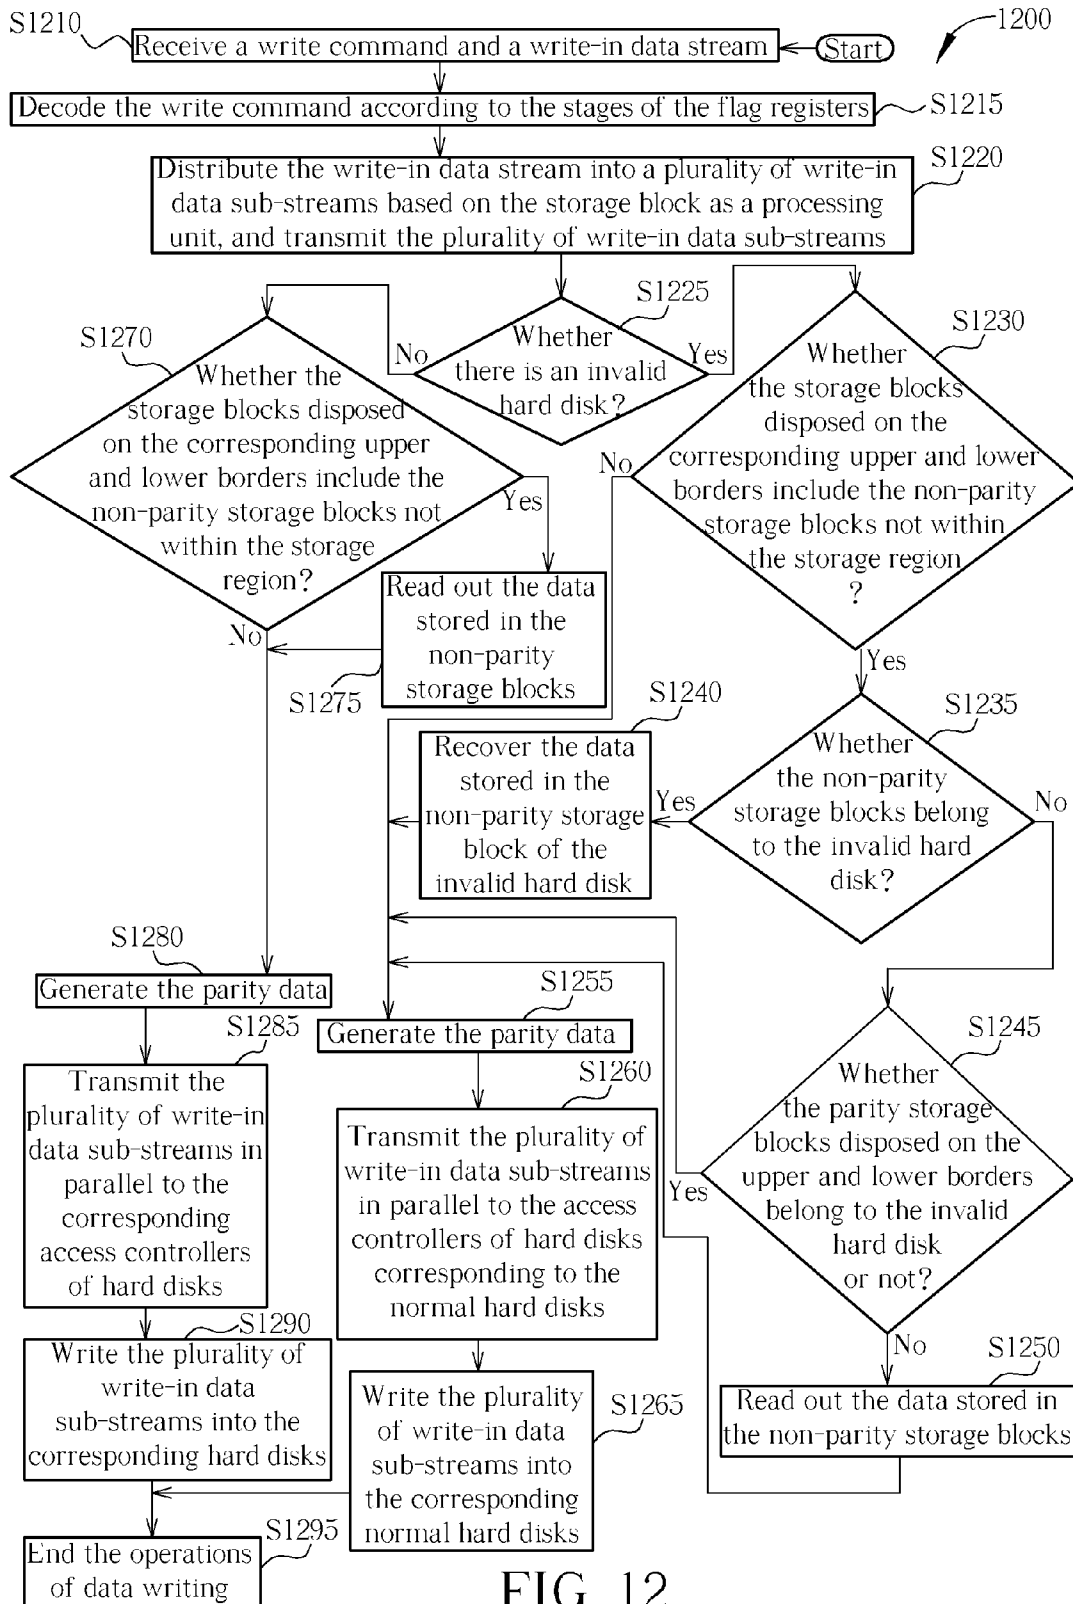 S1210
1200
Receive a write command and a write-in data stream
Start
Decode the write command according to the stages of the flag registers
S1215
S1220
Distribute the write-in data stream into a plurality of write-in
data sub-streams based on the storage block as a processing
unit, and transmit the plurality of write-in data sub-streams
S1225
Whether
there is an invalid
hard disk?
No
Yes
S1270
Whether the
storage blocks disposed
on the corresponding upper
and lower borders include the
non-parity storage blocks not
within the storage
region?
Yes
No
S1230
Whether
the storage blocks
disposed on the
corresponding upper and lower
borders include the non-parity
storage blocks not within
the storage region
?
No
Yes
Read out the data
stored in the
non-parity
storage blocks
S1275
S1240
Recover the data
stored in the
non-parity storage
block of the
invalid hard disk
S1235
Whether
the non-parity
storage blocks belong
to the invalid hard
disk?
Yes
No
S1280
Generate the parity data
S1255
Generate the parity data
S1245
Whether
the parity storage
blocks disposed on the
upper and lower borders
belong to the invalid
hard disk
or not?
Yes
No
S1285
Transmit the
plurality of write-in
data sub-streams in
parallel to the
corresponding
access controllers
of hard disks
S1260
Transmit the plurality of
write-in data sub-streams
in parallel to the access
controllers of hard disks
corresponding to the
normal hard disks
S1250
Read out the data stored in
the non-parity storage blocks
S1290
Write the plurality of
write-in data
sub-streams into the
corresponding hard disks
S1265
Write the plurality
of write-in data
sub-streams into
the corresponding
normal hard disks
S1295
End the operations
of data writing
FIG. 12